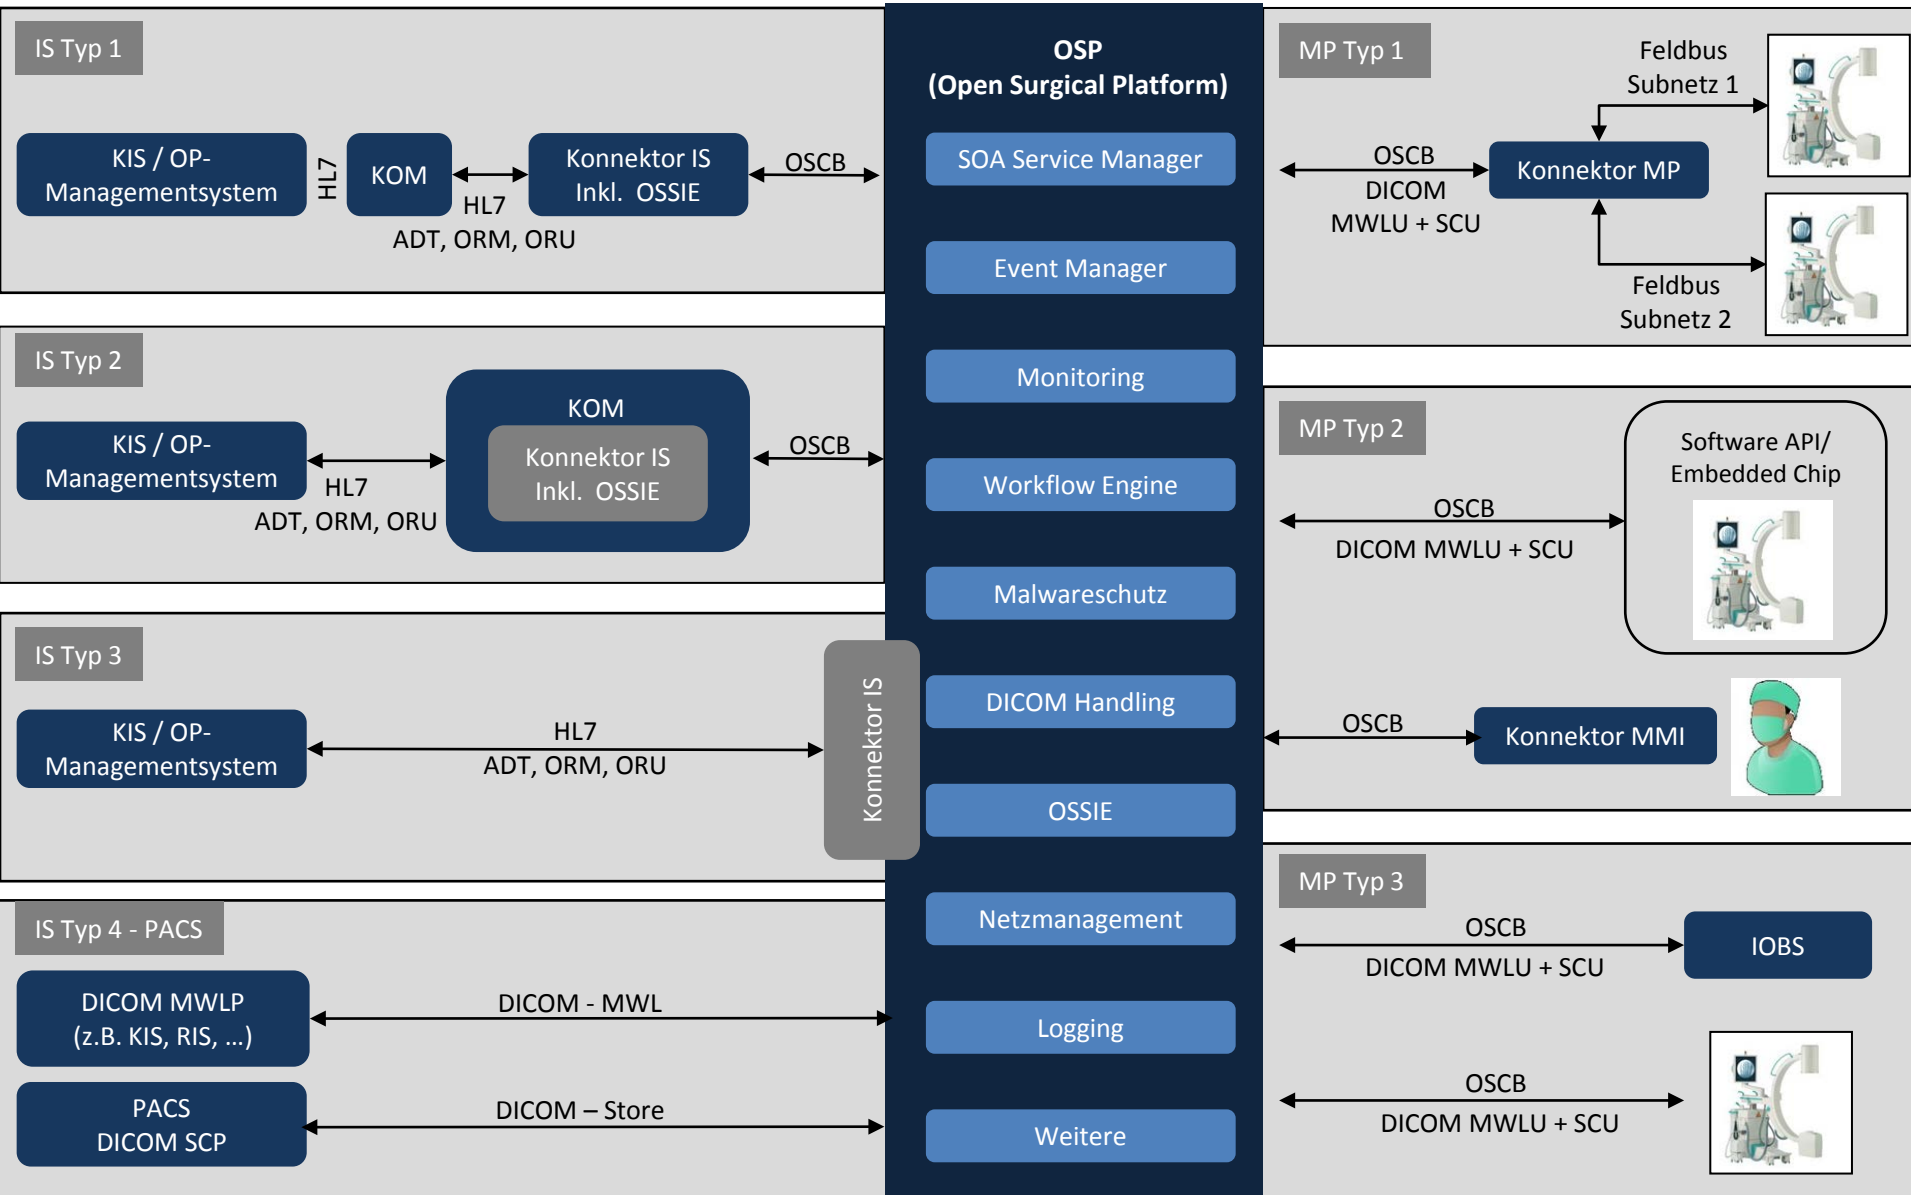 IS Typ 1
KIS / OP-
Managementsystem
HL7
KOM
HL7
ADT, ORM, ORU
Konnektor IS
Inkl. OSSIE
OSCB
IS Typ 2
KIS / OP-
Managementsystem
HL7
ADT, ORM, ORU
KOM
Konnektor IS
Inkl. OSSIE
OSCB
IS Typ 3
KIS / OP-
Managementsystem
HL7
ADT, ORM, ORU
Konnektor IS
IS Typ 4 - PACS
DICOM MWLP
(z.B. KIS, RIS, ...)
DICOM - MWL
PACS
DICOM SCP
DICOM – Store
OSP
(Open Surgical Platform)
SOA Service Manager
Event Manager
Monitoring
Workflow Engine
Malwareschutz
DICOM Handling
OSSIE
Netzmanagement
Logging
Weitere
MP Typ 1
OSCB
DICOM
MWLU + SCU
Konnektor MP
Feldbus
Subnetz 1
Feldbus
Subnetz 2
MP Typ 2
OSCB
DICOM MWLU + SCU
Software API/
Embedded Chip
OSCB
Konnektor MMI
MP Typ 3
OSCB
DICOM MWLU + SCU
IOBS
OSCB
DICOM MWLU + SCU